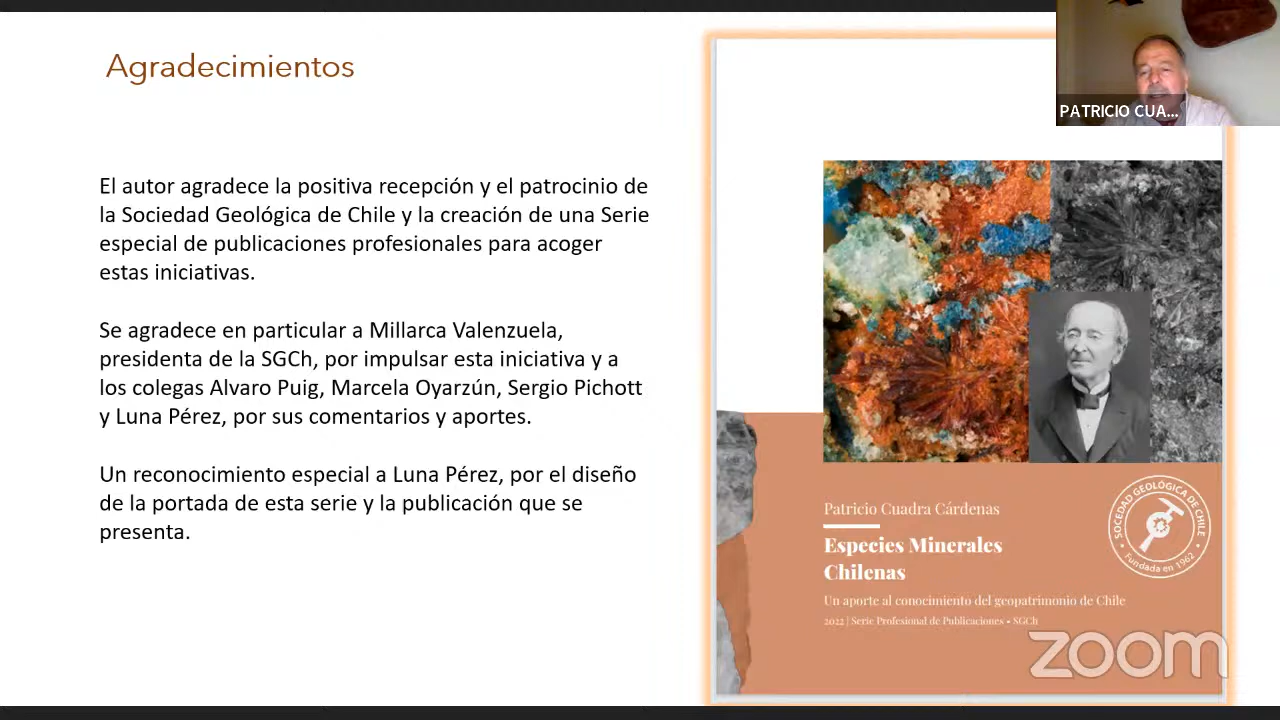 Agradecimientos
PATRICIO CUA...
El autor agradece la positiva recepción y el patrocinio de
la Sociedad Geológica de Chile y la creación de una Serie
especial de publicaciones profesionales para acoger
estas iniciativas.
Se agradece en particular a Millarca Valenzuela,
presidenta de la SGCh, por impulsar esta iniciativa y a
los colegas Alvaro Puig, Marcela Oyarzún, Sergio Pichott
y Luna Pérez, por sus comentarios y aportes.
Un reconocimiento especial a Luna Pérez, por el diseño
de la portada de esta serie y la publicación que se
presenta.
Patricio Cuadra Cárdenas
Especies Minerales
Chilenas
Un aporte al conocimiento del geopatrimonio de Chile
2022 | Serie Profesional de Publicaciones • SGCh
SOCIEDAD GEOLÓGICA DE CHILE
• Fundada en 1962 •
zoom